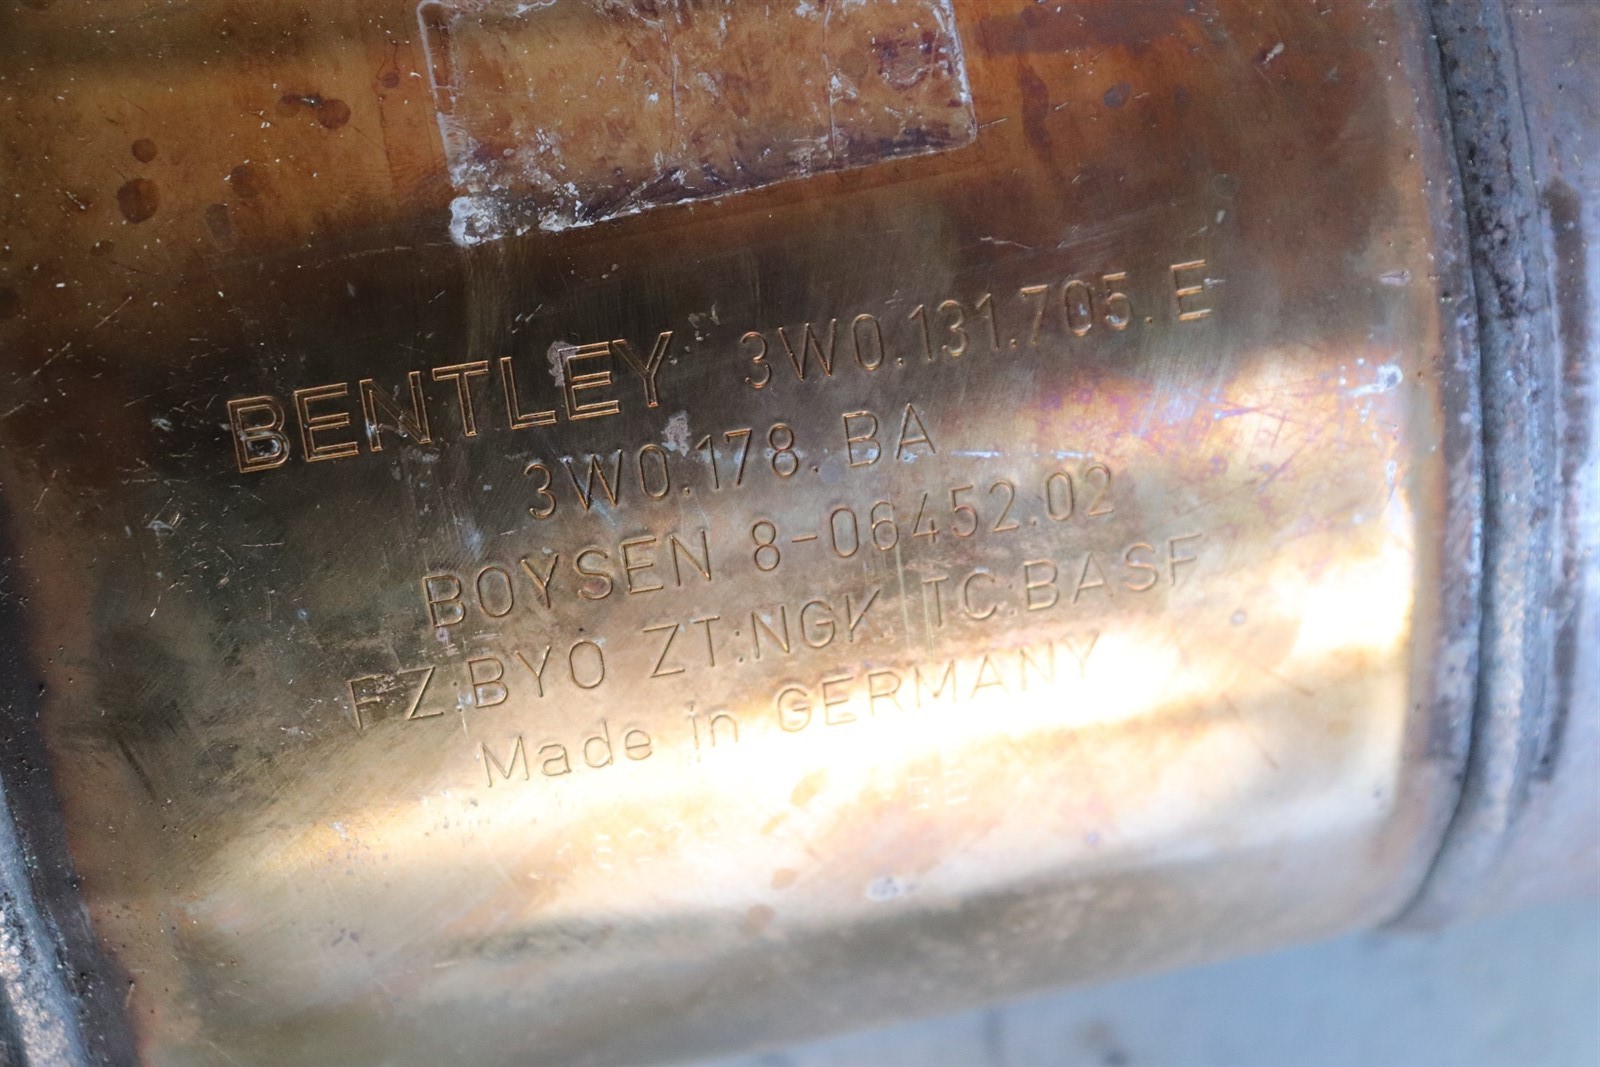 BENTLEY 3W0.131.705.E
3W0.178.BA
BOYSEN 8-06452.02
FZ:BYO ZT:NGK TC:BASF
Made in GERMANY